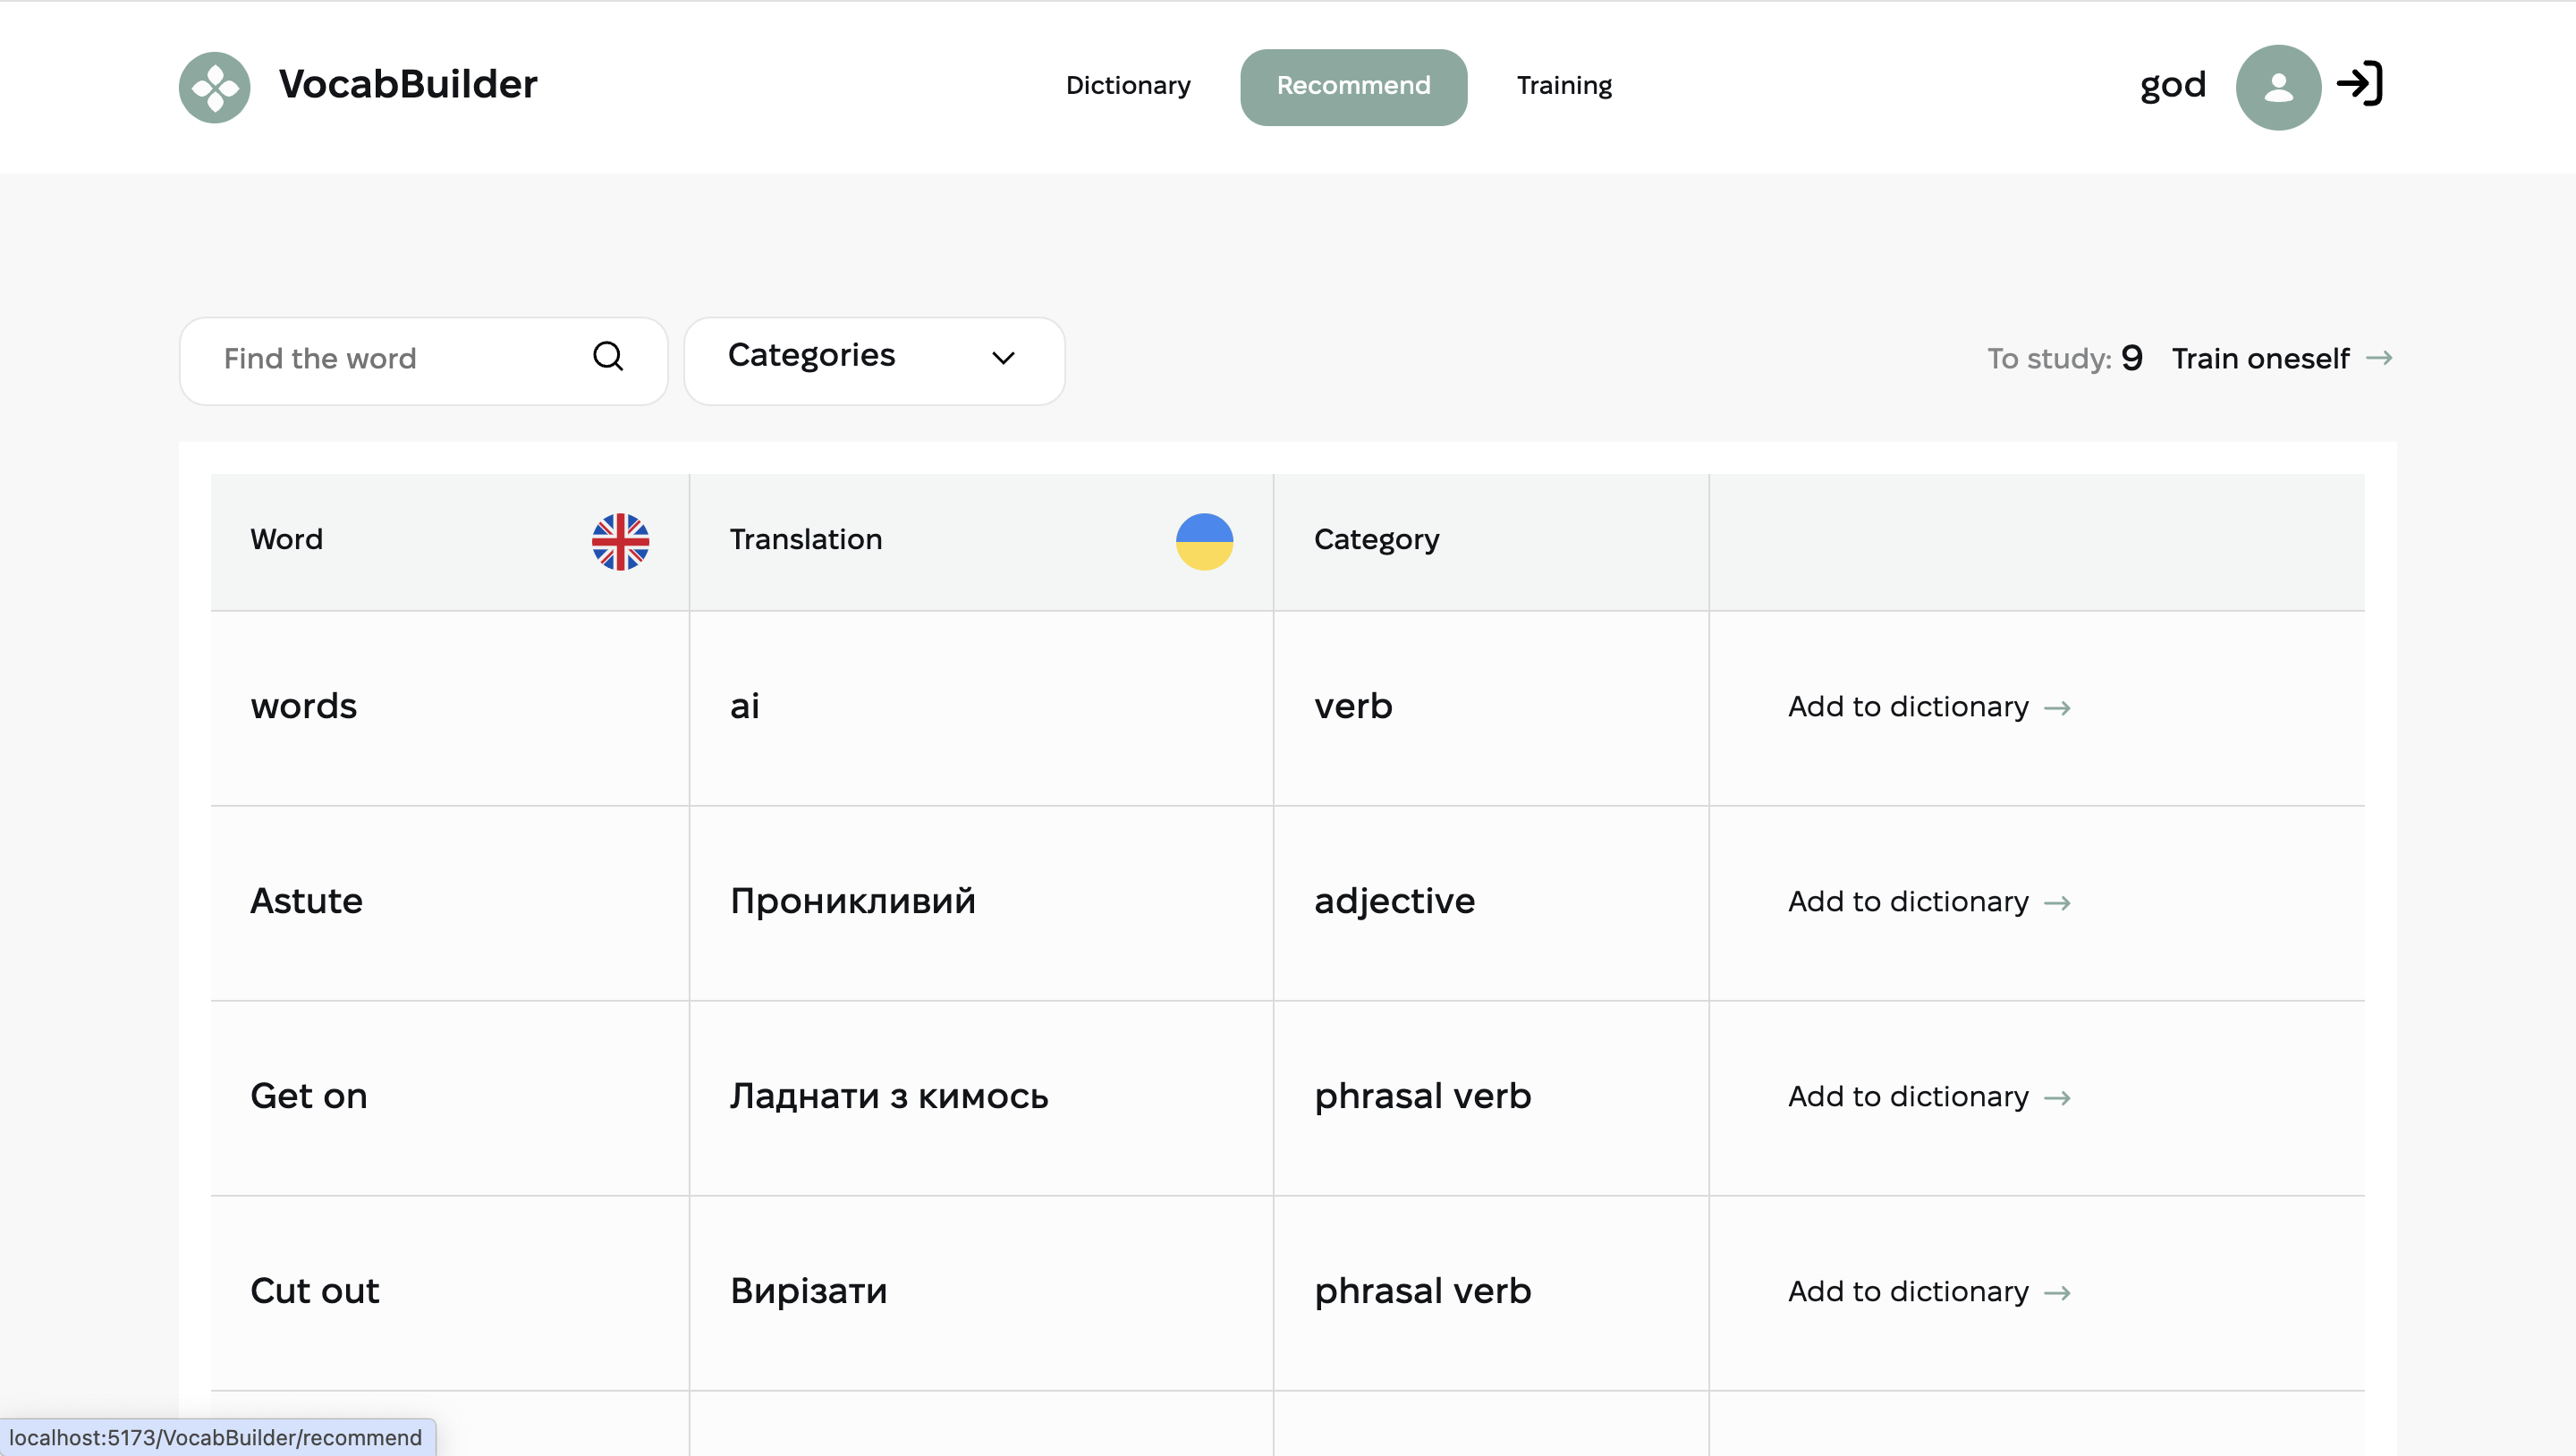 VocabBuilder
Dictionary
Recommend
Training
god
Find the word
Categories
To study: 9
Train oneself
Word
Translation
Category
words
ai
verb
Add to dictionary
Astute
Проникливий
adjective
Add to dictionary
Get on
Ладнати з кимось
phrasal verb
Add to dictionary
Cut out
Вирізати
phrasal verb
Add to dictionary
localhost:5173/VocabBuilder/recommend